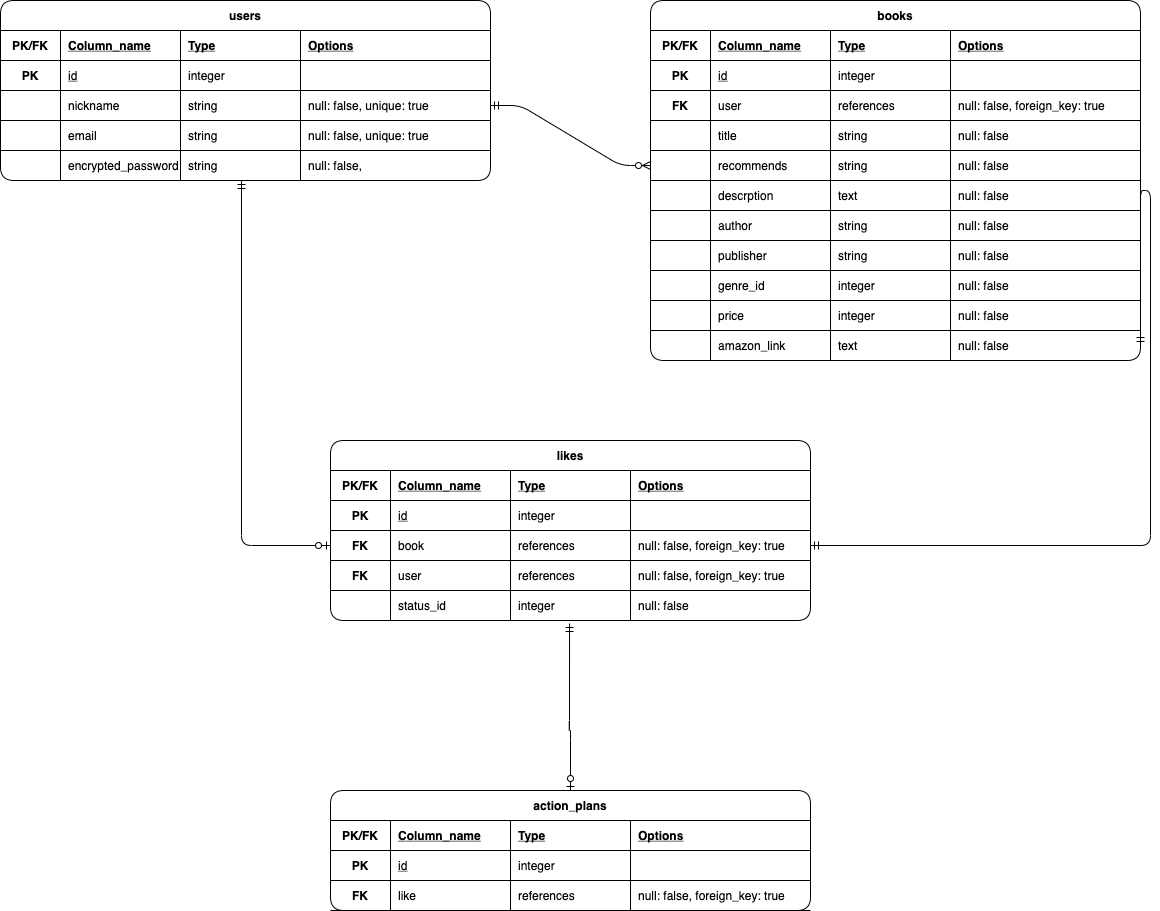 users
PK/FK Column_name Type Options
PK id integer
nickname string null: false, unique: true
email string null: false, unique: true
encrypted_password string null: false,
books
PK/FK Column_name Type Options
PK id integer
FK user references null: false, foreign_key: true
title string null: false
recommends string null: false
descrption text null: false
author string null: false
publisher string null: false
genre_id integer null: false
price integer null: false
amazon_link text null: false
likes
PK/FK Column_name Type Options
PK id integer
FK book references null: false, foreign_key: true
FK user references null: false, foreign_key: true
status_id integer null: false
action_plans
PK/FK Column_name Type Options
PK id integer
FK like references null: false, foreign_key: true